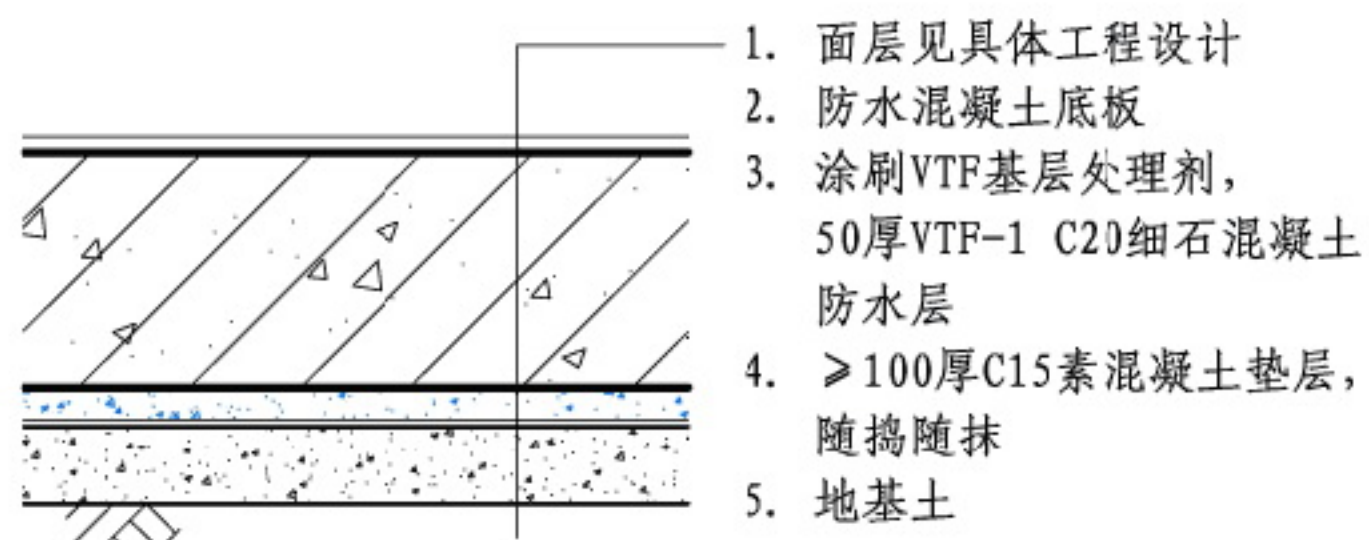 1. 面层见具体工程设计
2. 防水混凝土底板
3. 涂刷VTF基层处理剂，
50厚VTF-1 C20细石混凝土
防水层
4. ≥100厚C15素混凝土垫层，
随捣随抹
5. 地基土